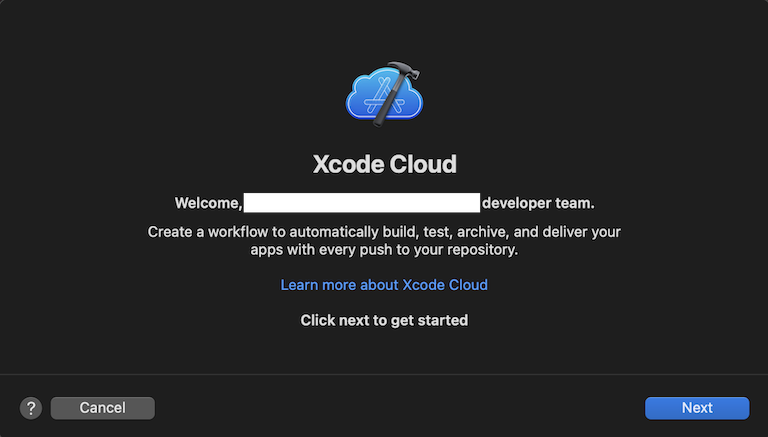 Xcode Cloud
Welcome, developer team.
Create a workflow to automatically build, test, archive, and deliver your
apps with every push to your repository.
Learn more about Xcode Cloud
Click next to get started
? Cancel Next